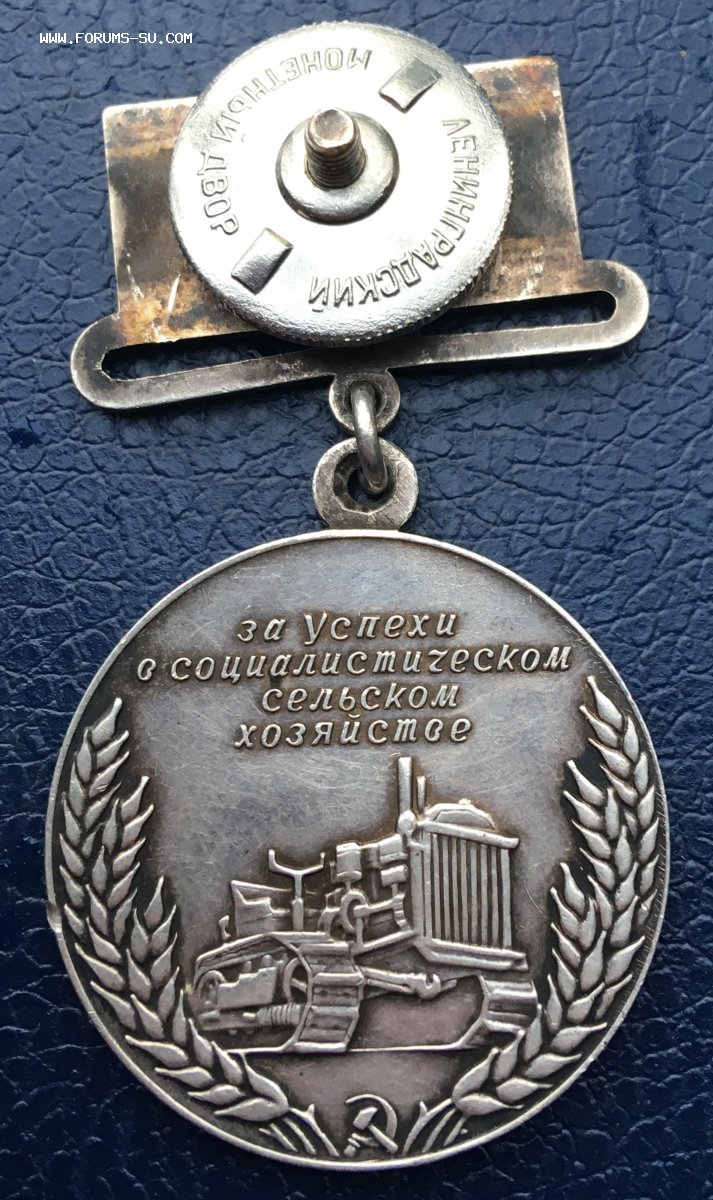 WWW.FORUMS-SU.COM
ЛЕНИНГРАДСКИЙ
МОНЕТНЫЙ ДВОР
за успехи
в социалистическом
сельском
хозяйстве